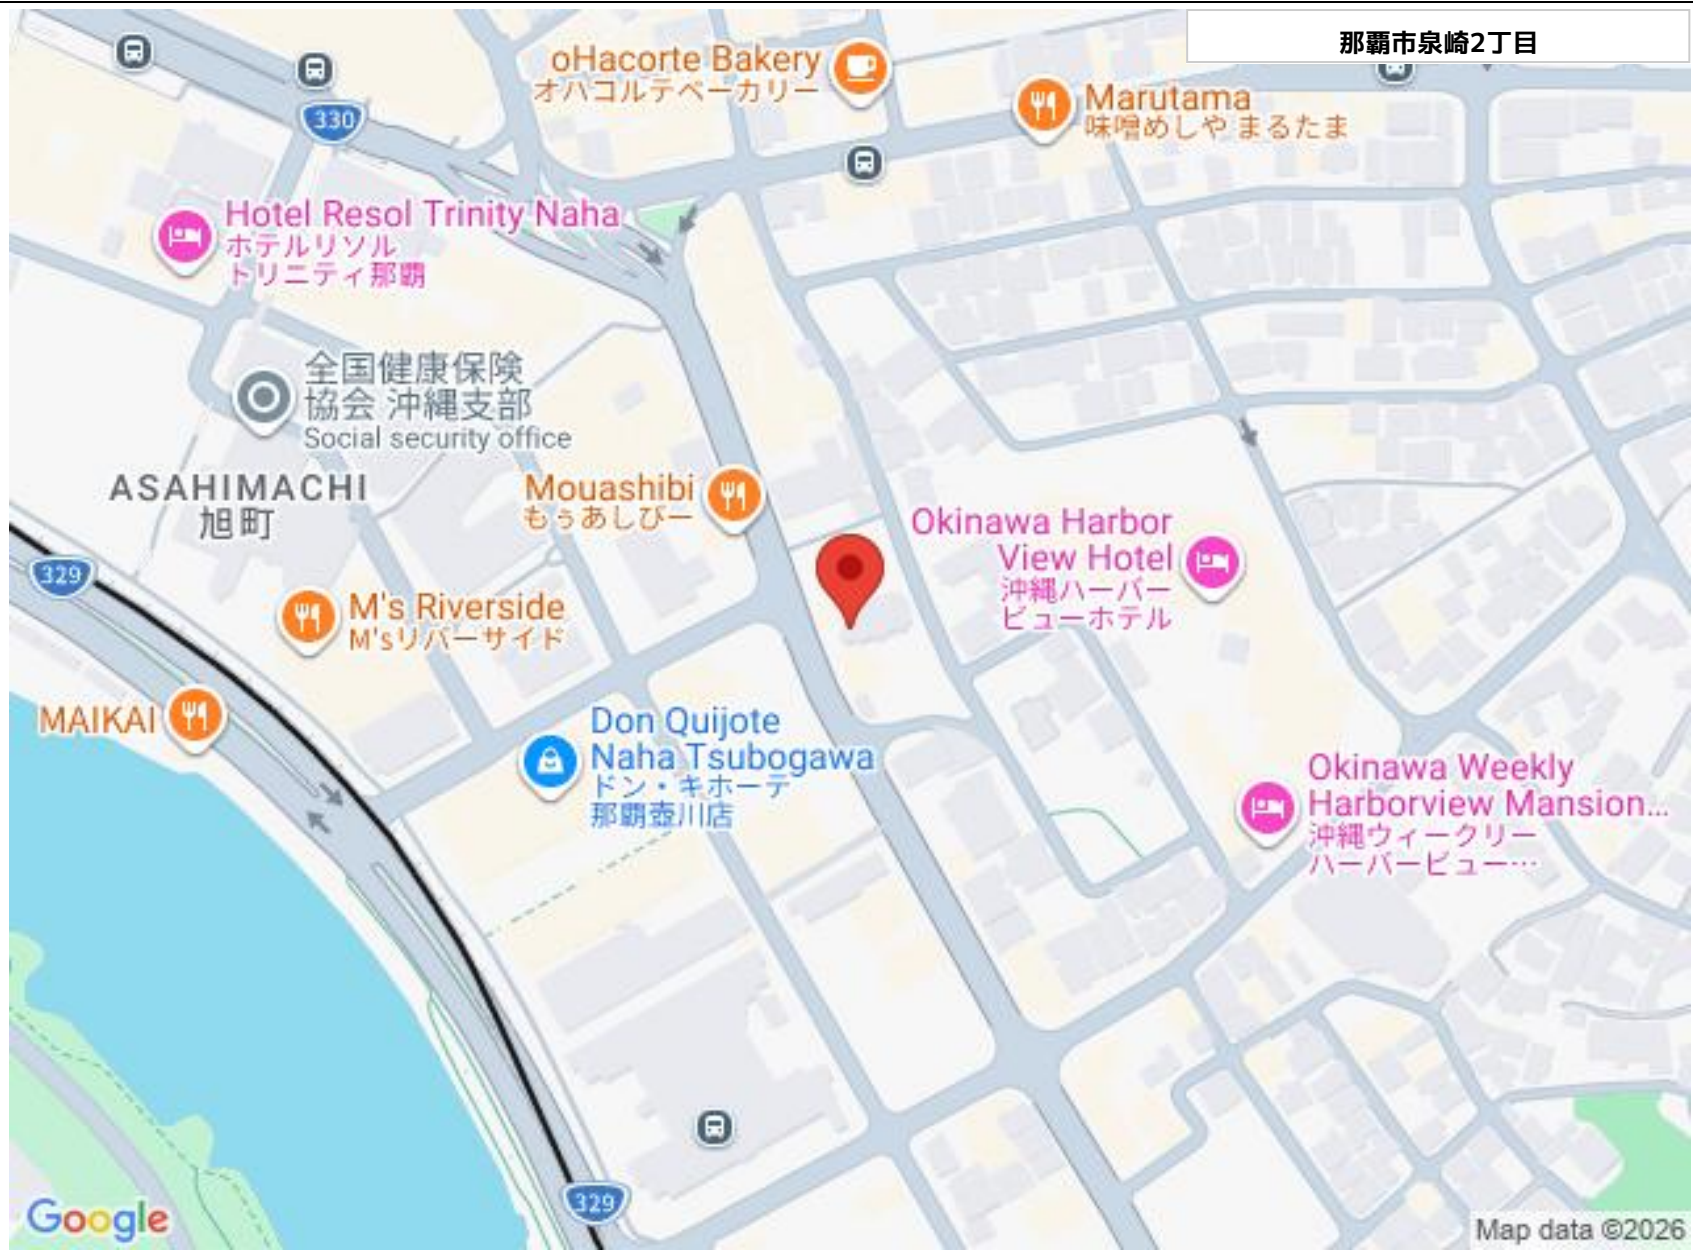 那覇市泉崎2丁目
oHacorte Bakery
オハコルテベーカリー
Marutama
味噌めしや まるたま
330
Hotel Resol Trinity Naha
ホテルリソル
トリニティ那覇
全国健康保険
協会 沖縄支部
Social security office
ASAHIMACHI
旭町
Mouashibi
もぅあしびー
Okinawa Harbor
View Hotel
沖縄ハーバー
ビューホテル
329
M's Riverside
M'sリバーサイド
MAIKAI
Don Quijote
Naha Tsubogawa
ドン・キホーテ
那覇壺川店
Okinawa Weekly
Harborview Mansion...
沖縄ウィークリー
ハーバービュー…
329
Google
Map data ©2026